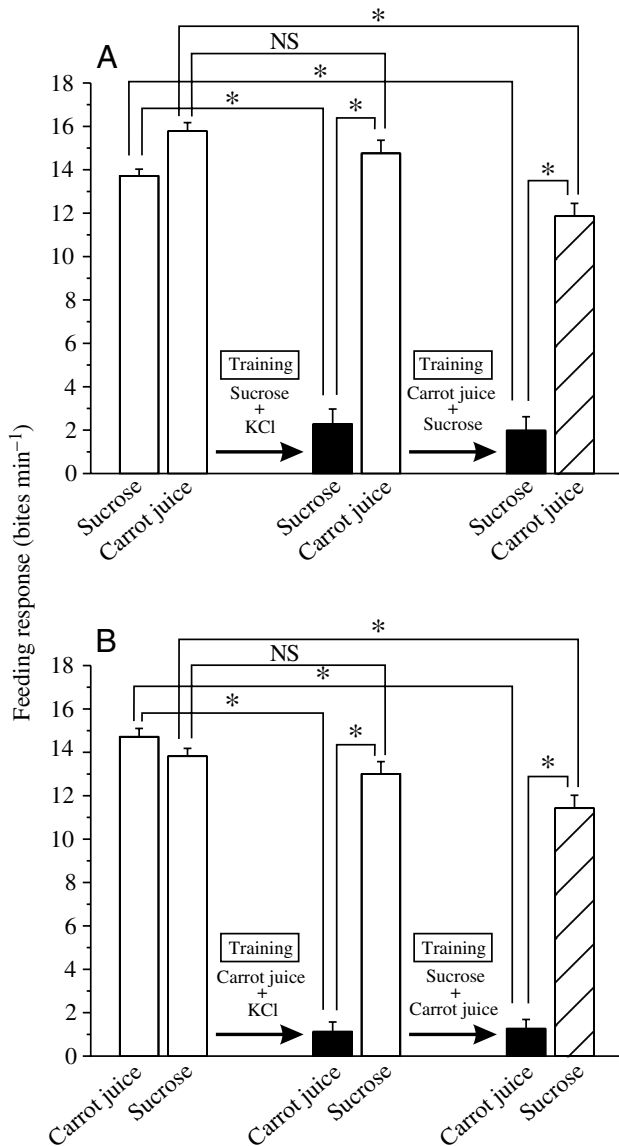 A
*
NS
*
*
*
*
18
16
14
12
10
8
6
4
2
0
Training
Sucrose
+
KCl
Training
Carrot juice
+
Sucrose
Sucrose
Carrot juice
Sucrose
Carrot juice
Sucrose
Carrot juice
Feeding response (bites min⁻¹)
B
*
NS
*
*
*
*
18
16
14
12
10
8
6
4
2
0
Training
Carrot juice
+
KCl
Training
Sucrose
+
Carrot juice
Carrot juice
Sucrose
Carrot juice
Sucrose
Carrot juice
Sucrose